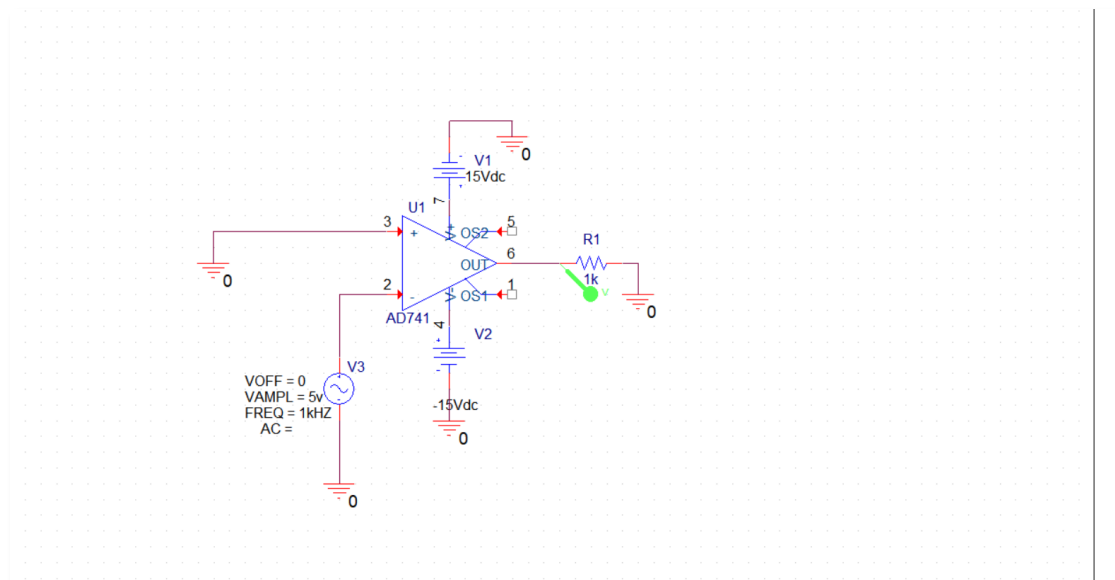 0
V1
15Vdc
7
U1
3
5
+
V+
OS2
0
R1
6
OUT
1k
V
2
1
-
V-
OS1
0
AD741
4
V2
V3
VOFF = 0
VAMPL = 5v
FREQ = 1kHZ
AC =
-15Vdc
0
0